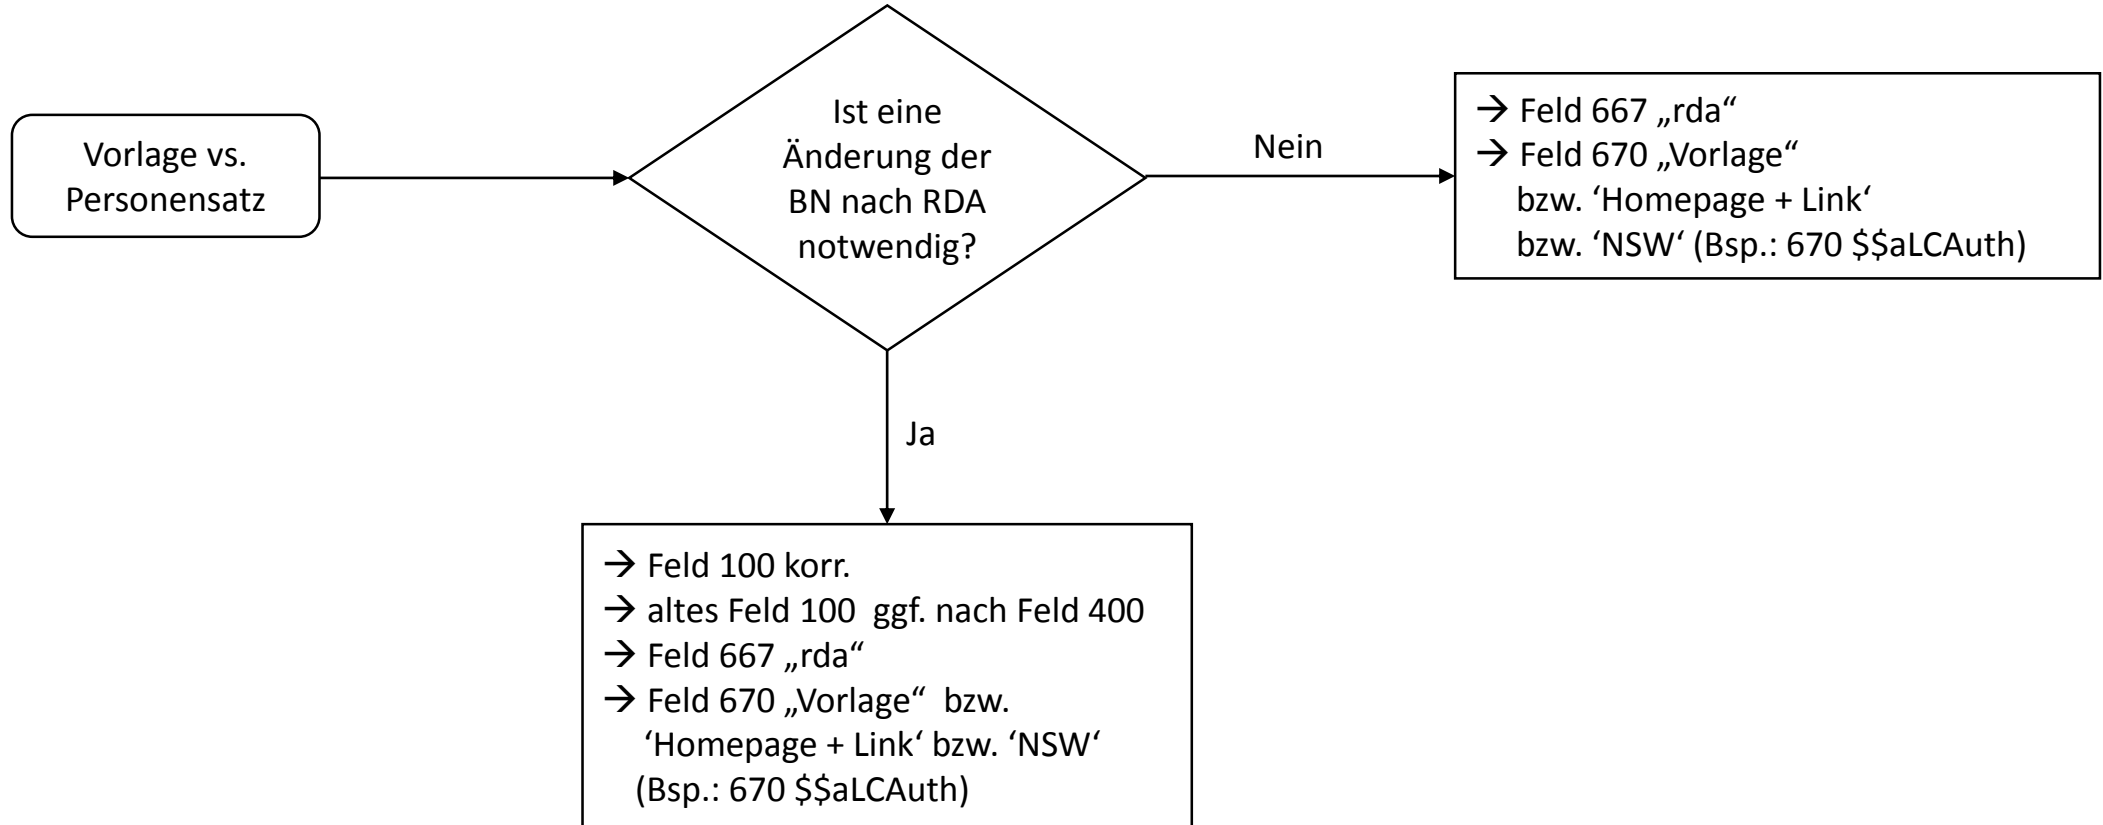 Vorlage vs.
Personensatz
Ist eine
Änderung der
BN nach RDA
notwendig?
Nein
→ Feld 667 „rda“
→ Feld 670 „Vorlage“
bzw. ‘Homepage + Link‘
bzw. ‘NSW‘ (Bsp.: 670 $$aLCAuth)
Ja
→ Feld 100 korr.
→ altes Feld 100  ggf. nach Feld 400
→ Feld 667 „rda“
→ Feld 670 „Vorlage“  bzw.
‘Homepage + Link‘ bzw. ‘NSW‘
(Bsp.: 670 $$aLCAuth)